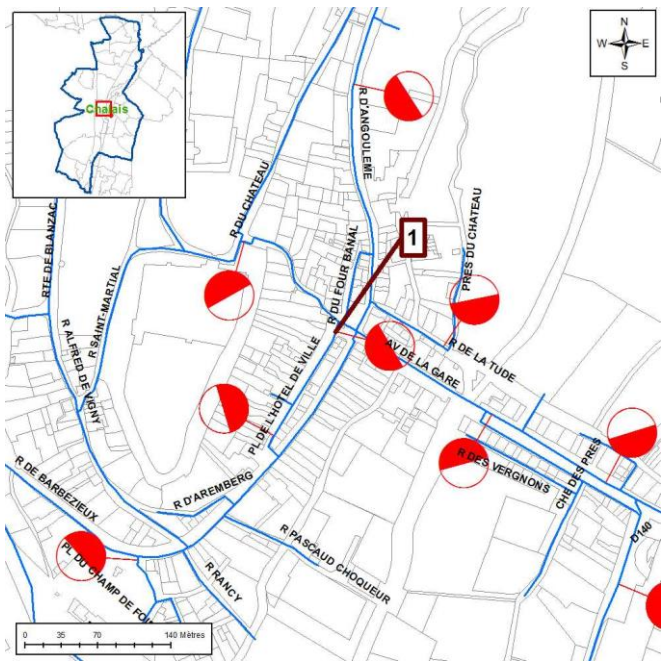 Chalais
N
W E
S
R D'ANGOULEME
R DU CHATEAU
RTE DE BLANZAC
R SAINT-MARTIAL
R ALFRED DE VIGNY
R DU FOUR BANAL
1
PRES DU CHATEAU
R DE LA TUDE
AV DE LA GARE
PL DE L'HOTEL DE VILLE
R DES VERGNONS
CHE DES PRES
D140
R D'AREMBERG
R DE BARBEZIEUX
PL DU CHAMP DE FOI
R RANCY
R PASCAUD CHOQUEUR
0 35 70 140 Mètres